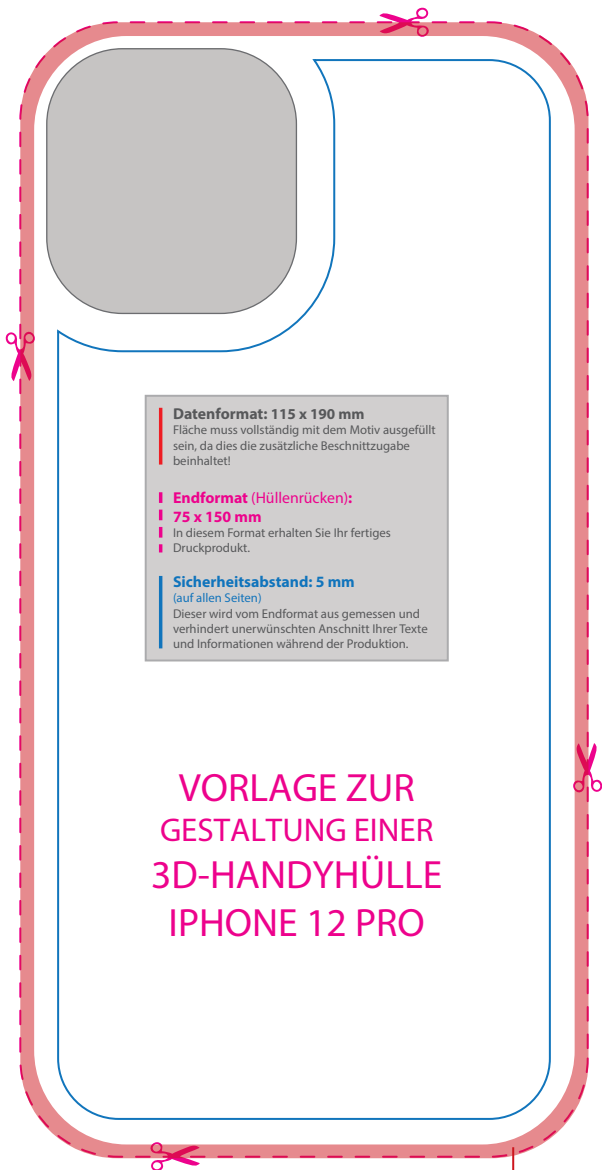 Datenformat: 115 x 190 mm
Fläche muss vollständig mit dem Motiv ausgefüllt
sein, da dies die zusätzliche Beschnittzugabe
beinhaltet!
Endformat (Hüllenrücken):
75 x 150 mm
In diesem Format erhalten Sie Ihr fertiges
Druckprodukt.
Sicherheitsabstand: 5 mm
(auf allen Seiten)
Dieser wird vom Endformat aus gemessen und
verhindert unerwünschten Anschnitt Ihrer Texte
und Informationen während der Produktion.
VORLAGE ZUR
GESTALTUNG EINER
3D-HANDYHÜLLE
IPHONE 12 PRO